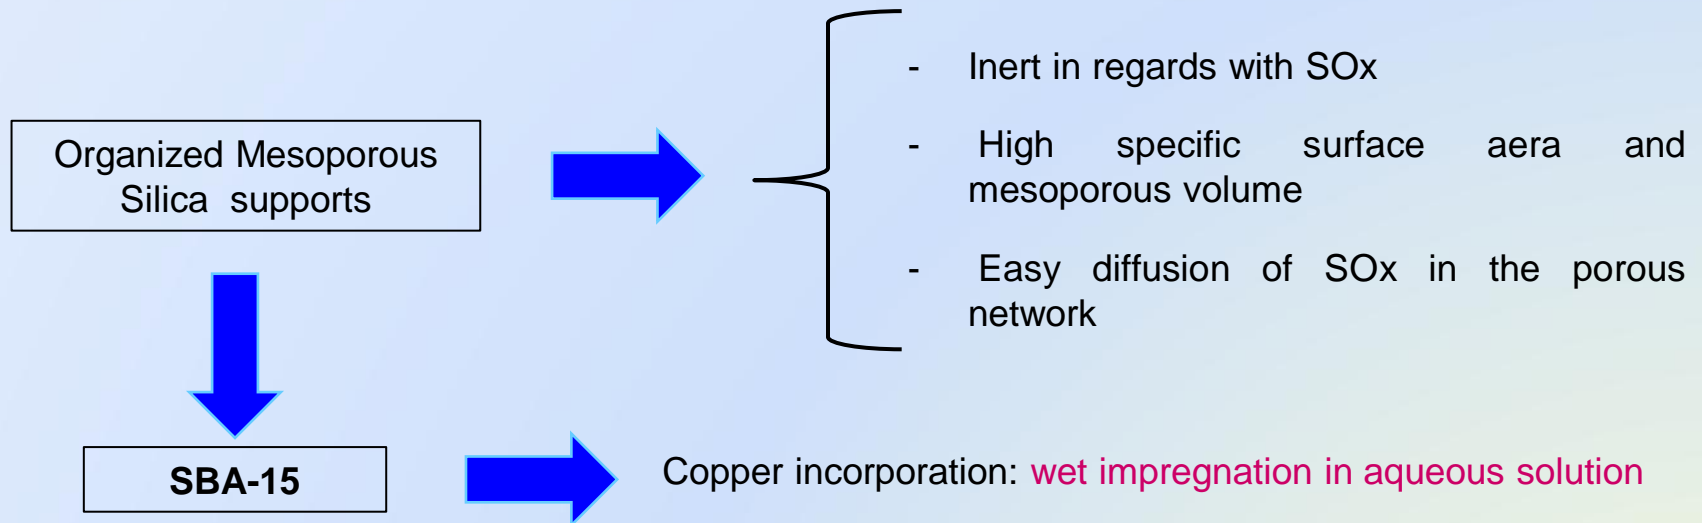 - Inert in regards with SOx
Organized Mesoporous
Silica supports
- High specific surface aera and
mesoporous volume
- Easy diffusion of SOx in the porous
network
SBA-15
Copper incorporation: wet impregnation in aqueous solution